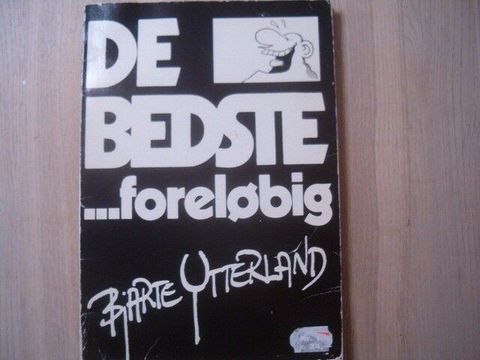 DE
BEDSTE
...foreløbig
BJARTE YTTERLAND